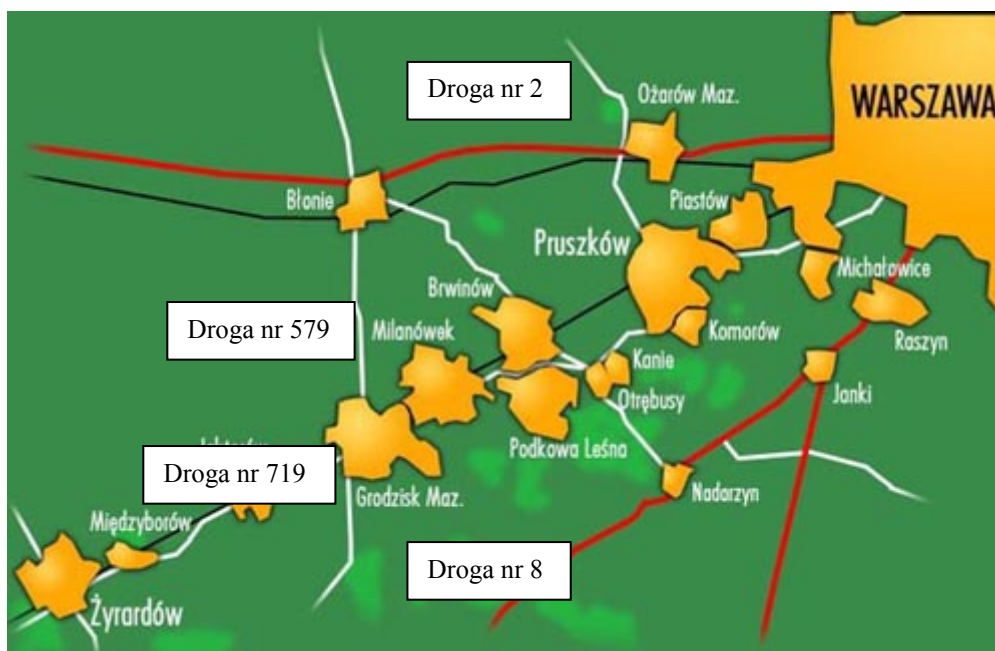 Droga nr 2
Ożarów Maz.
WARSZAWA
Błonie
Piastów
Pruszków
Michałowice
Brwinów
Droga nr 579
Milanówek
Komorów
Raszyn
Kanie
Otrębusy
Janki
Podkowa Leśna
Droga nr 719
Grodzisk Maz.
Nadarzyn
Międzyborów
Droga nr 8
Żyrardów